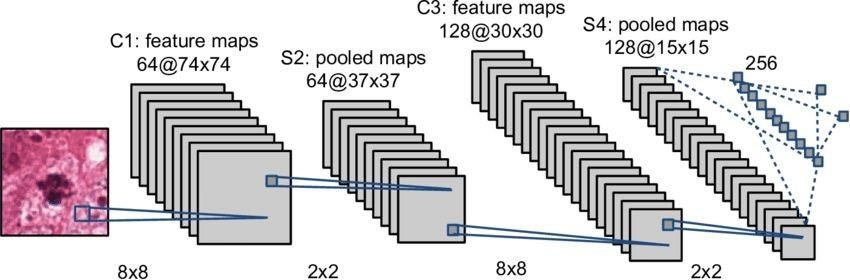 C1: feature maps
64@74x74
S2: pooled maps
64@37x37
C3: feature maps
128@30x30
S4: pooled maps
128@15x15
256
8x8
2x2
8x8
2x2